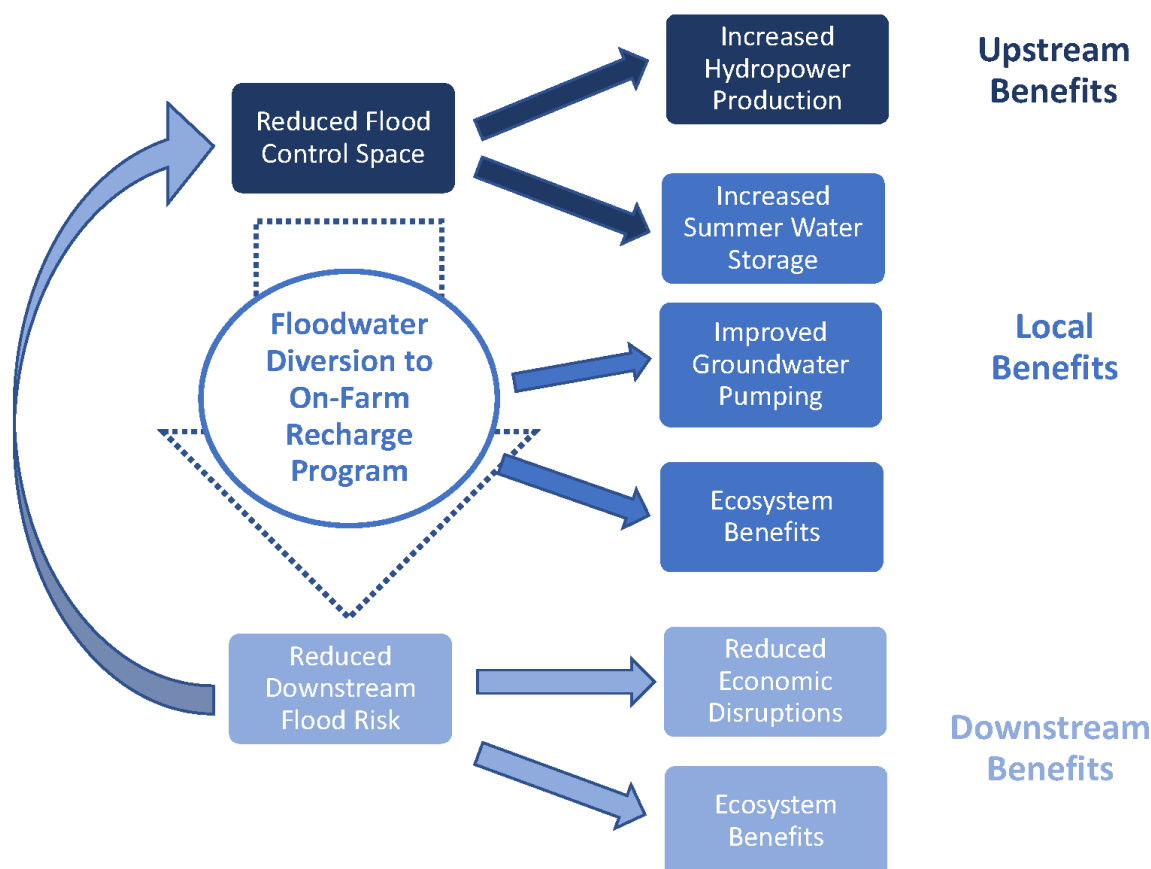 Increased
Hydropower
Production
Upstream
Benefits
Reduced Flood
Control Space
Increased
Summer Water
Storage
Floodwater
Diversion to
On-Farm
Recharge
Program
Improved
Groundwater
Pumping
Local
Benefits
Ecosystem
Benefits
Reduced
Downstream
Flood Risk
Reduced
Economic
Disruptions
Downstream
Benefits
Ecosystem
Benefits